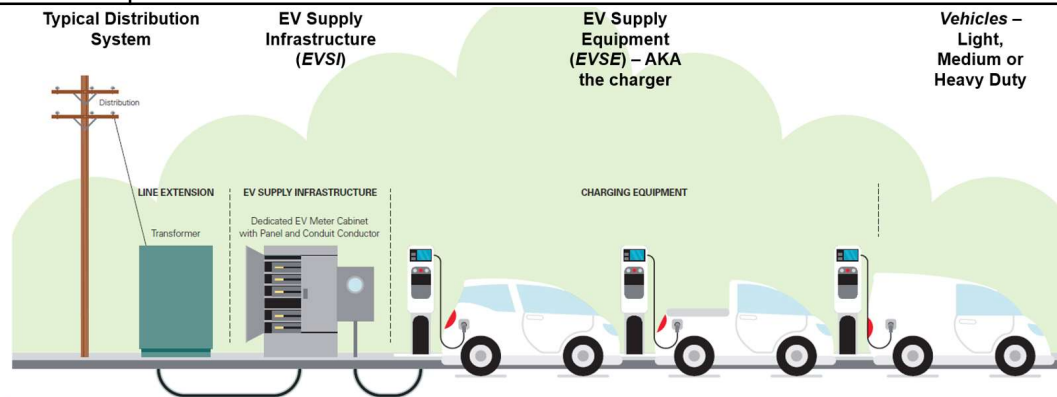 Typical Distribution
System
EV Supply
Infrastructure
(EVSI)
EV Supply
Equipment
(EVSE) – AKA
the charger
Vehicles –
Light,
Medium or
Heavy Duty
Distribution
LINE EXTENSION
EV SUPPLY INFRASTRUCTURE
CHARGING EQUIPMENT
Transformer
Dedicated EV Meter Cabinet
with Panel and Conduit Conductor